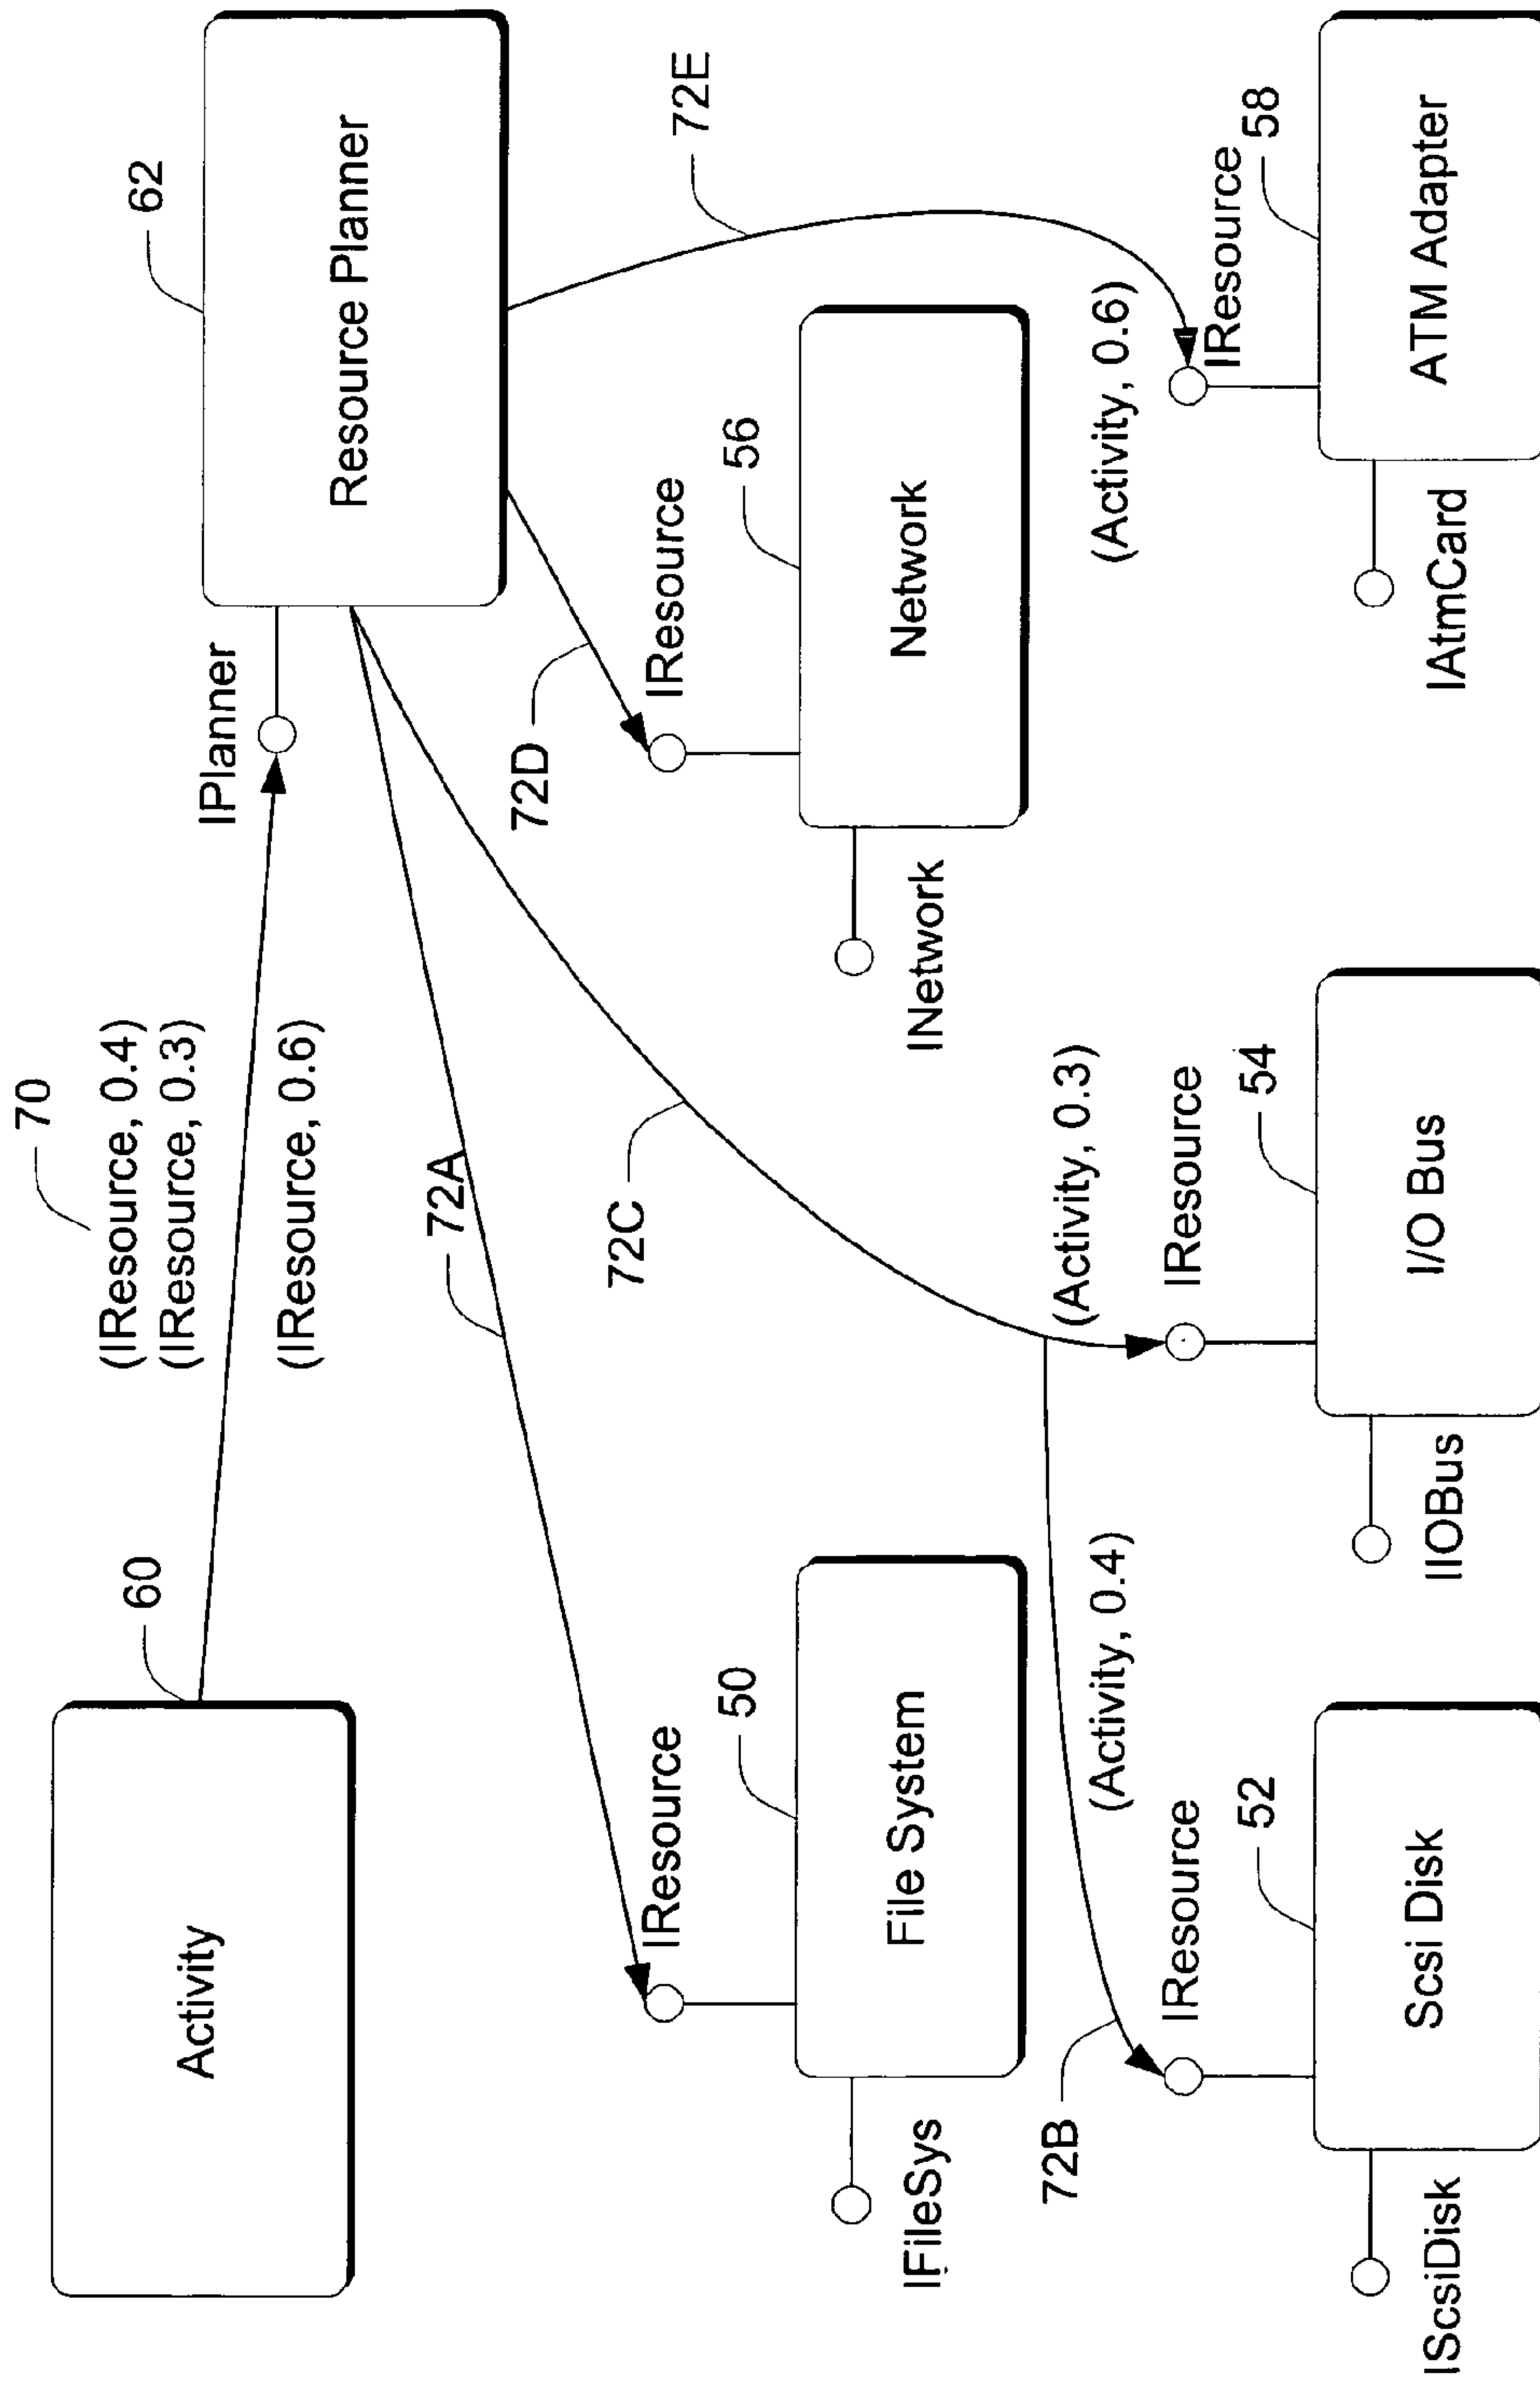 70
(IResource, 0.4)
(IResource, 0.3)
(IResource, 0.6)
60
Activity
62
IPlanner
Resource Planner
72A
72C
72D
72E
IResource
50
File System
IFileSys
IResource
56
Network
INetwork
72B
(Activity, 0.4)
(Activity, 0.3)
(Activity, 0.6)
IResource
52
Scsi Disk
IScsiDisk
IResource
54
I/O Bus
IIOBus
IResource
58
ATM Adapter
IAtmCard